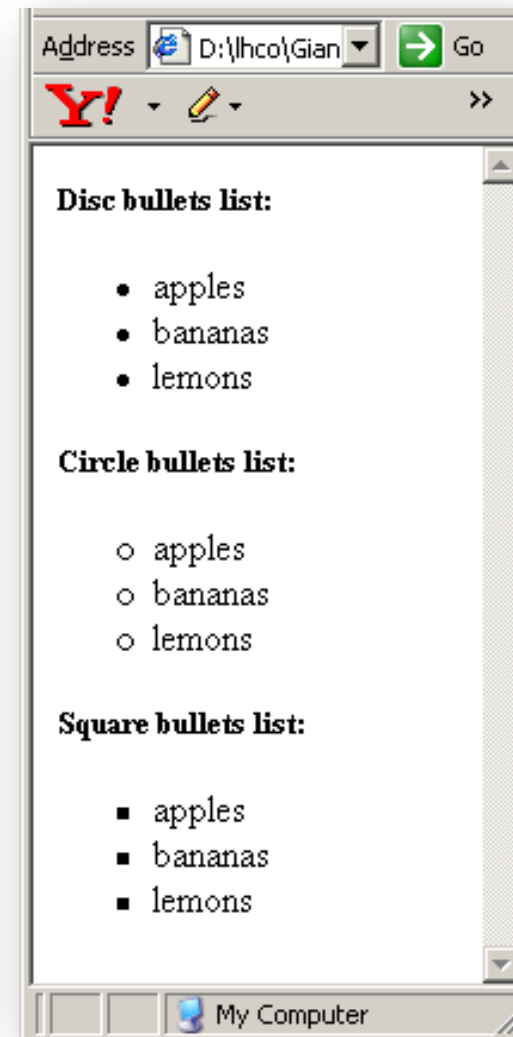 Address D:\lhco\Gian Go
Y! »
Disc bullets list:
• apples
• bananas
• lemons
Circle bullets list:
○ apples
○ bananas
○ lemons
Square bullets list:
▪ apples
▪ bananas
▪ lemons
My Computer